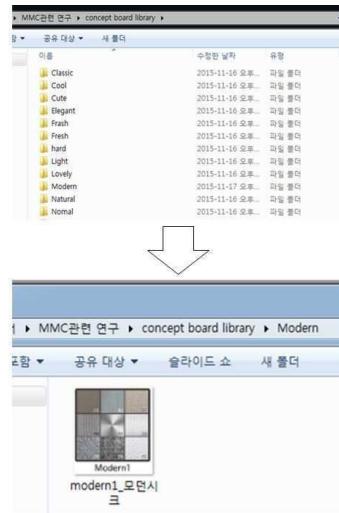 MMC관련 연구 ▸ concept board library ▸
공유 대상 ▾ 새 폴더
이름 수정한 날짜 유형
Classic 2015-11-16 오후... 파일 폴더
Cool 2015-11-16 오후... 파일 폴더
Cute 2015-11-16 오후... 파일 폴더
Elegant 2015-11-16 오후... 파일 폴더
Frash 2015-11-16 오후... 파일 폴더
Fresh 2015-11-16 오후... 파일 폴더
hard 2015-11-16 오후... 파일 폴더
Light 2015-11-16 오후... 파일 폴더
Lovely 2015-11-16 오후... 파일 폴더
Modern 2015-11-17 오후... 파일 폴더
Natural 2015-11-16 오후... 파일 폴더
Nomal 2015-11-16 오후... 파일 폴더
MMC관련 연구 ▸ concept board library ▸ Modern
포함 ▾ 공유 대상 ▾ 슬라이드 쇼 새 폴더
Modern1
modern1_모던시
크